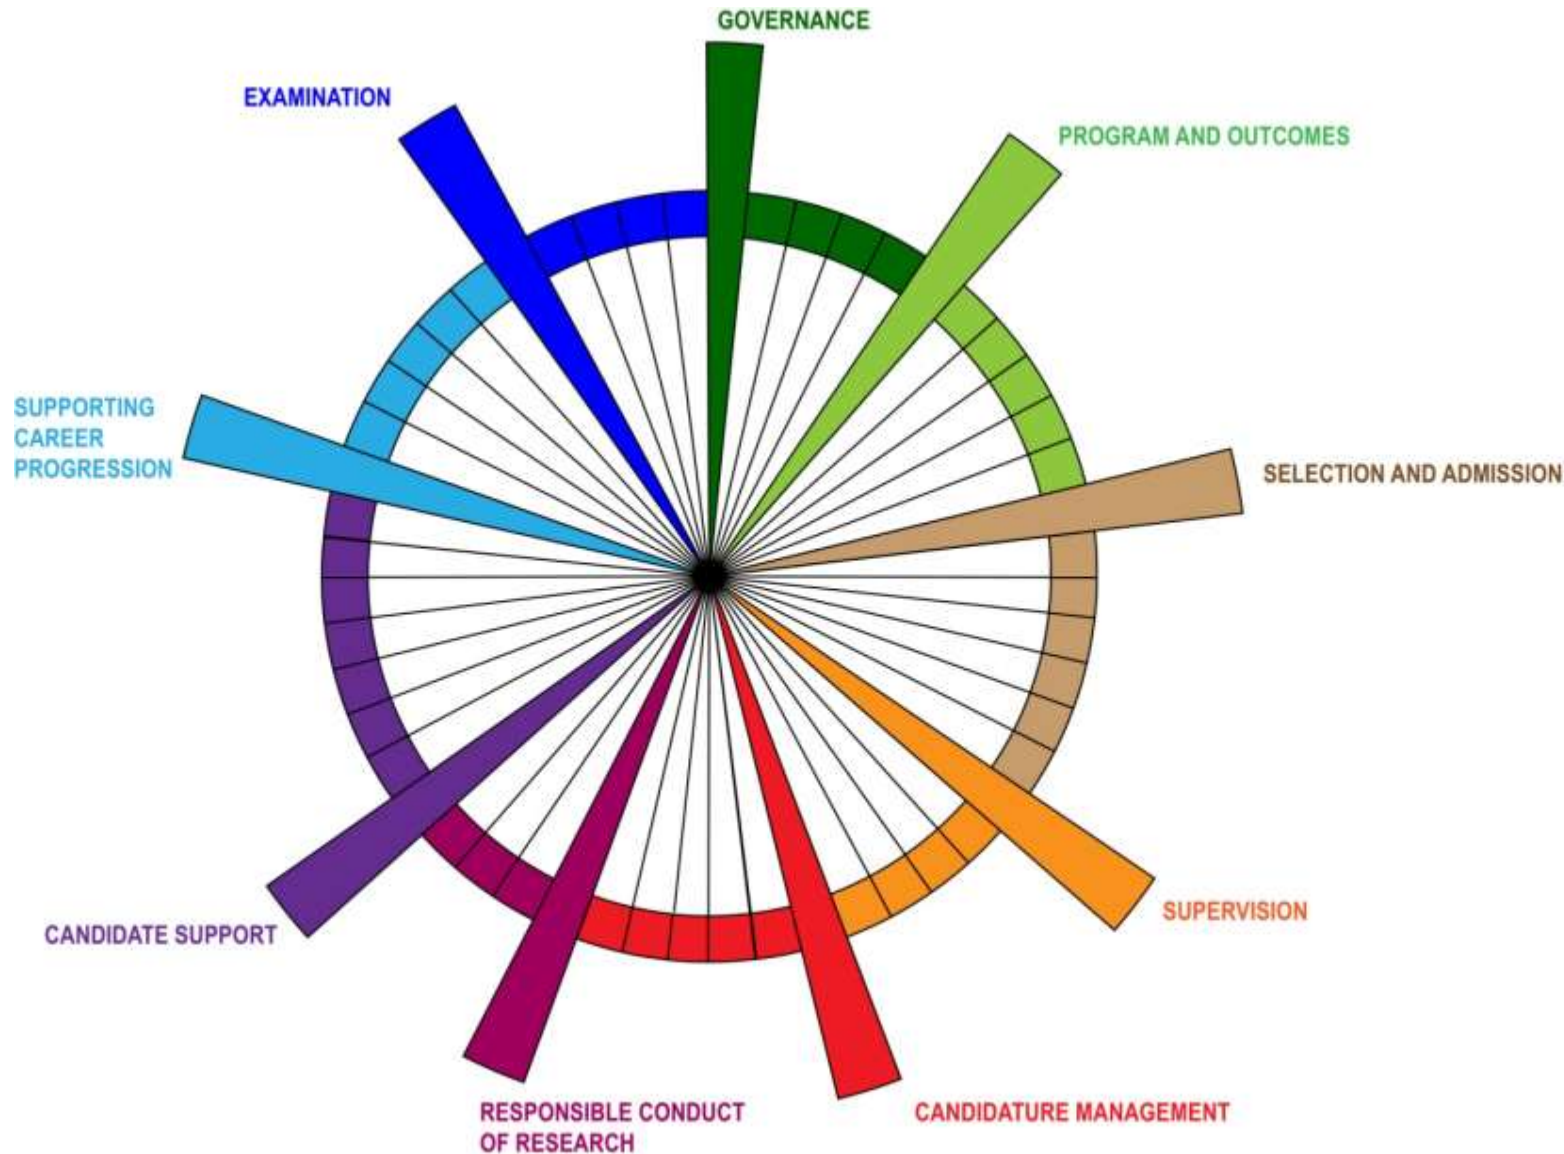 GOVERNANCE
EXAMINATION
PROGRAM AND OUTCOMES
SUPPORTING
CAREER
PROGRESSION
SELECTION AND ADMISSION
SUPERVISION
CANDIDATE SUPPORT
RESPONSIBLE CONDUCT
OF RESEARCH
CANDIDATURE MANAGEMENT